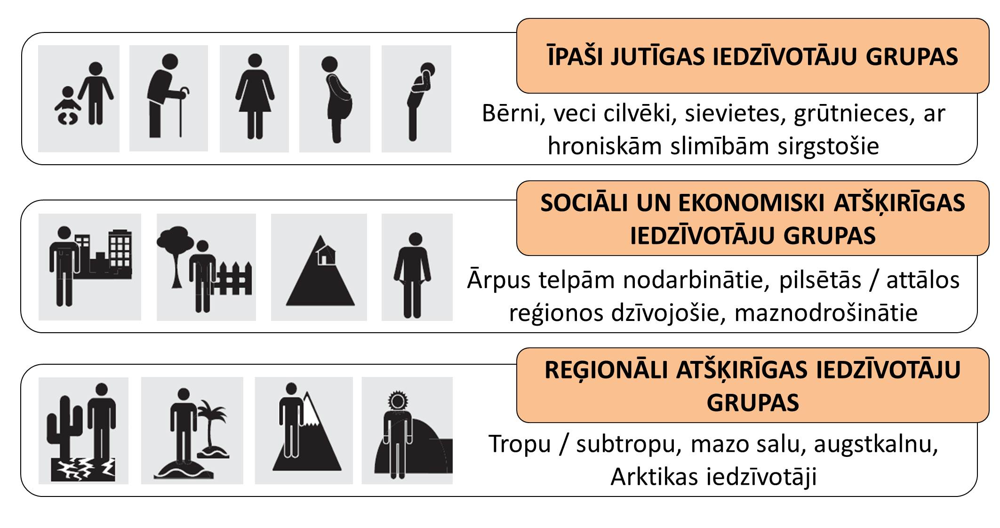 ĪPAŠI JUTĪGAS IEDZĪVOTĀJU GRUPAS
Bērni, veci cilvēki, sievietes, grūtnieces, ar
hroniskām slimībām sirgstošie
SOCIĀLI UN EKONOMISKI ATŠĶIRĪGAS
IEDZĪVOTĀJU GRUPAS
Ārpus telpām nodarbinātie, pilsētās / attālos
reģionos dzīvojošie, maznodrošinātie
REĢIONĀLI ATŠĶIRĪGAS IEDZĪVOTĀJU
GRUPAS
Tropu / subtropu, mazo salu, augstkalnu,
Arktikas iedzīvotāji